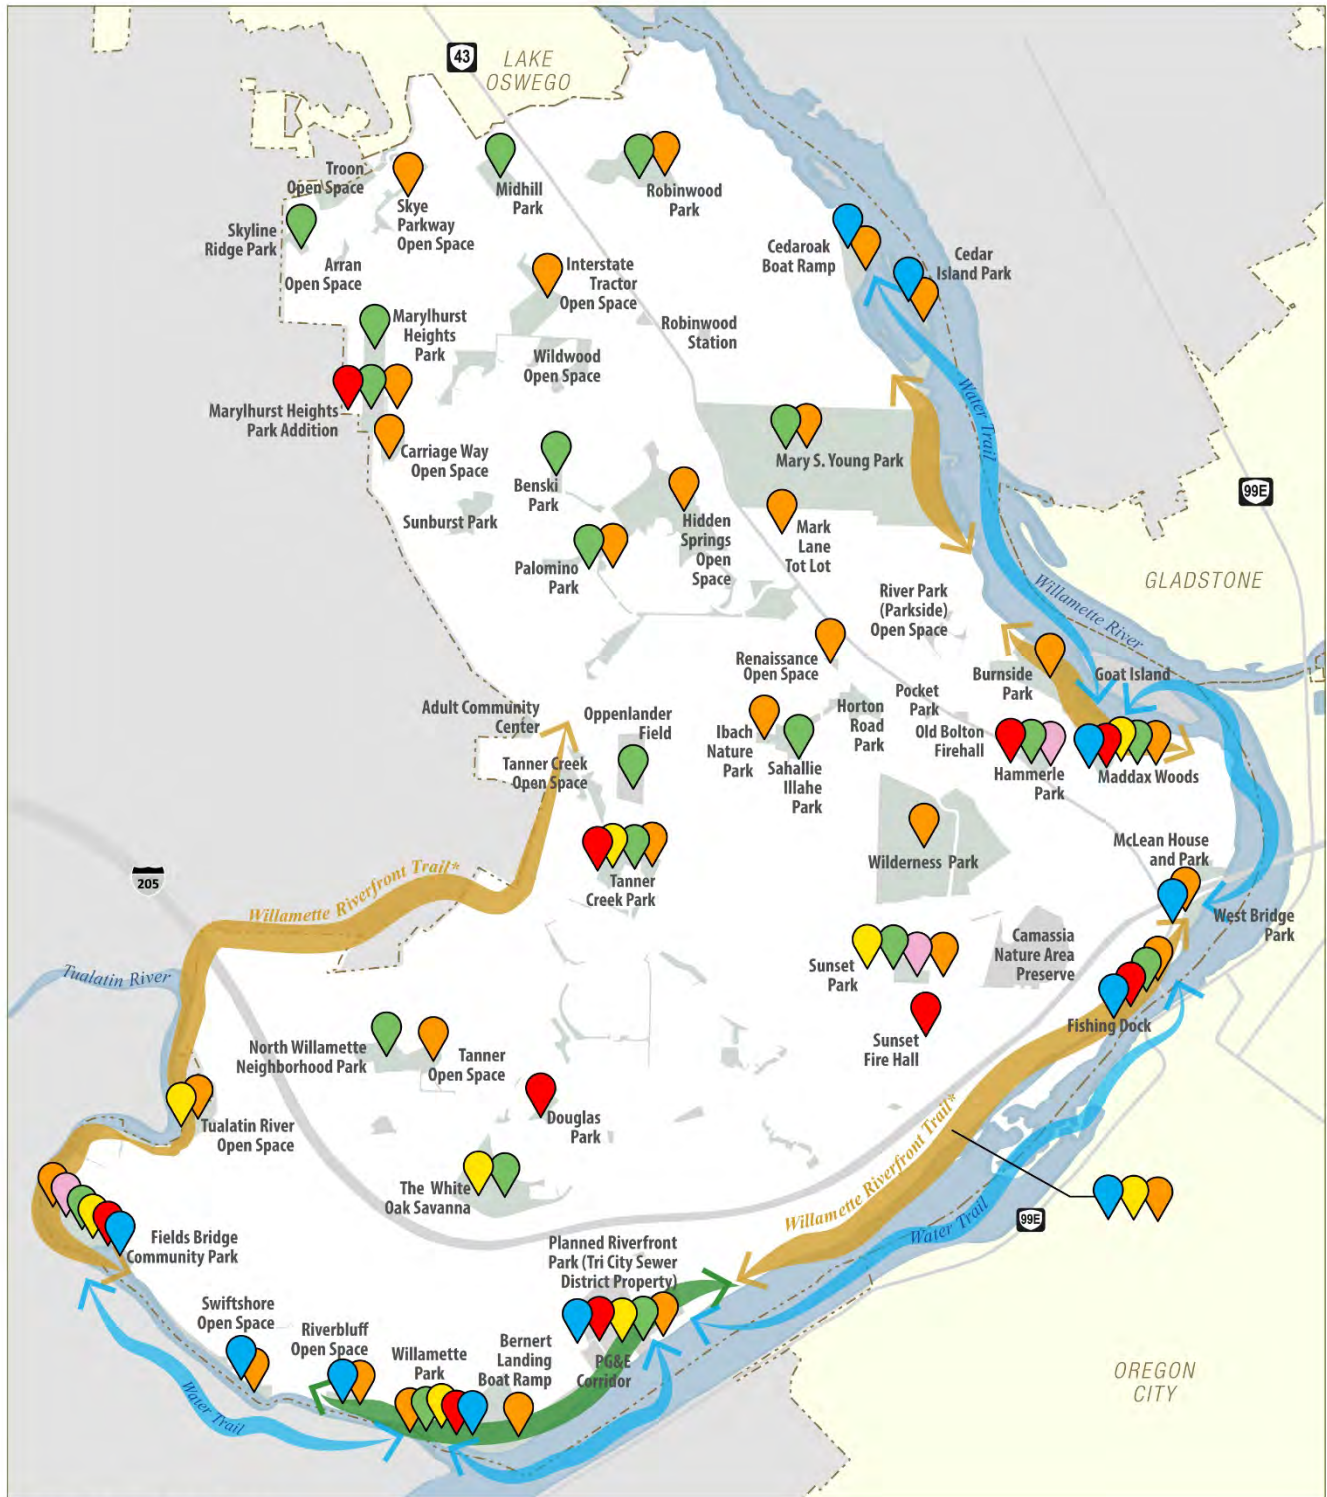 43
LAKE
OSWEGO
Troon
Open Space
Skye
Parkway
Open Space
Midhill
Park
Robinwood
Park
Skyline
Ridge Park
Arran
Open Space
Cedaroak
Boat Ramp
Cedar
Island Park
Interstate
Tractor
Open Space
Marylhurst
Heights
Park
Robinwood
Station
Wildwood
Open Space
Water Trail
Marylhurst Heights
Park Addition
Carriage Way
Open Space
Mary S. Young Park
Benski
Park
Sunburst Park
Hidden
Springs
Open
Space
Mark
Lane
Tot Lot
99E
Palomino
Park
GLADSTONE
River Park
(Parkside)
Open Space
Willamette River
Renaissance
Open Space
Burnside
Park
Goat Island
Adult Community
Center
Oppenlander
Field
Ibach
Nature
Park
Horton
Road
Park
Pocket
Park
Old Bolton
Firehall
Tanner Creek
Open Space
Sahallie
Illahe
Park
Hammerle
Park
Maddax Woods
Wilderness Park
McLean House
and Park
205
Tanner
Creek Park
Willamette Riverfront Trail*
West Bridge
Park
Camassia
Nature Area
Preserve
Sunset
Park
Tualatin River
Fishing Dock
Sunset
Fire Hall
North Willamette
Neighborhood Park
Tanner
Open Space
Douglas
Park
Tualatin River
Open Space
Willamette Riverfront Trail*
The White
Oak Savanna
99E
Water Trail
Fields Bridge
Community Park
Planned Riverfront
Park (Tri City Sewer
District Property)
Swiftshore
Open Space
Riverbluff
Open Space
Willamette
Park
Bernert
Landing
Boat Ramp
PG&E
Corridor
Water Trail
OREGON
CITY